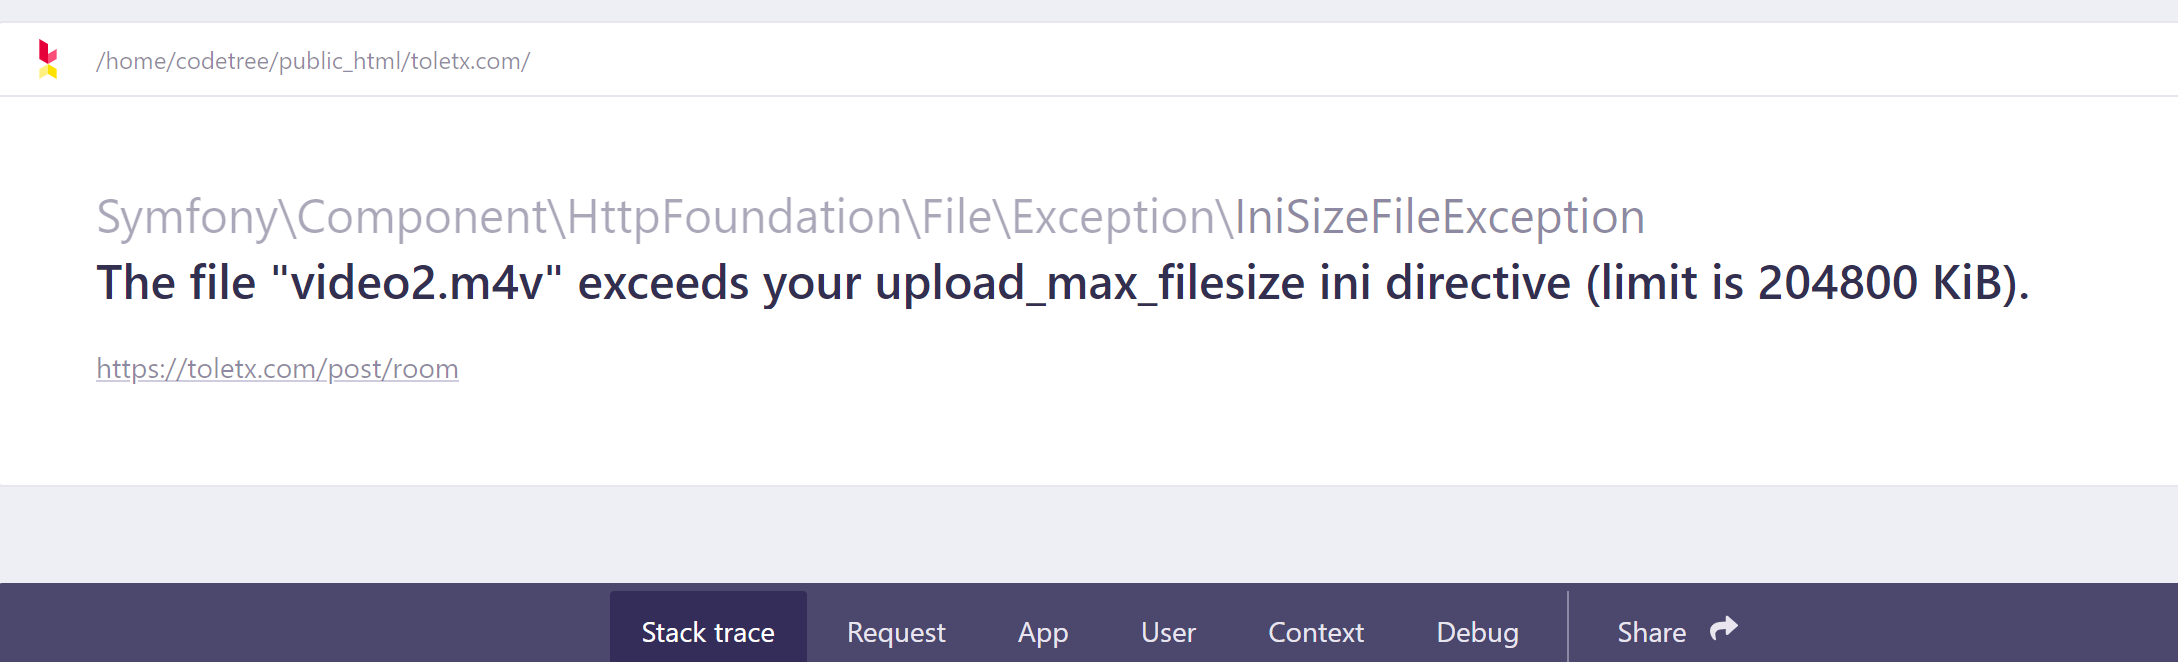 /home/codetree/public_html/toletx.com/
Symfony\Component\HttpFoundation\File\Exception\IniSizeFileException
The file "video2.m4v" exceeds your upload_max_filesize ini directive (limit is 204800 KiB).
https://toletx.com/post/room
Stack trace Request App User Context Debug Share